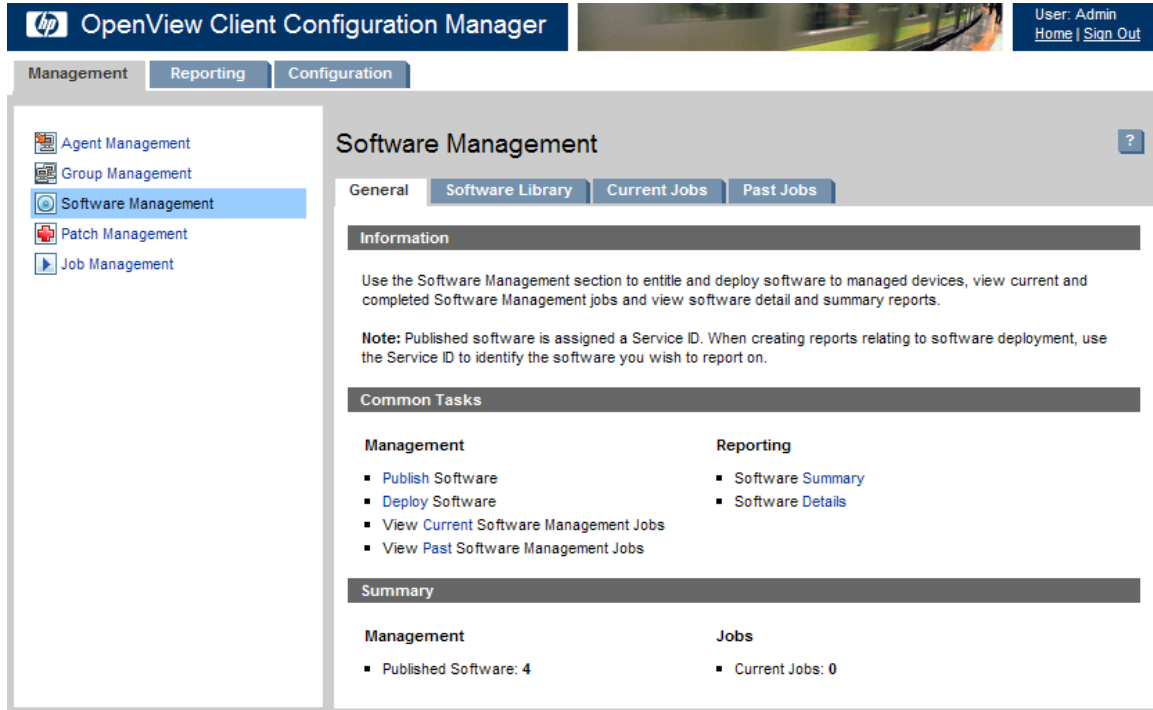 hp OpenView Client Configuration Manager
User: Admin
Home | Sign Out
Management Reporting Configuration
Agent Management
Group Management
Software Management
Patch Management
Job Management
Software Management
?
General Software Library Current Jobs Past Jobs
Information
Use the Software Management section to entitle and deploy software to managed devices, view current and
completed Software Management jobs and view software detail and summary reports.
Note: Published software is assigned a Service ID. When creating reports relating to software deployment, use
the Service ID to identify the software you wish to report on.
Common Tasks
Management
▪ Publish Software
▪ Deploy Software
▪ View Current Software Management Jobs
▪ View Past Software Management Jobs
Reporting
▪ Software Summary
▪ Software Details
Summary
Management
▪ Published Software: 4
Jobs
▪ Current Jobs: 0